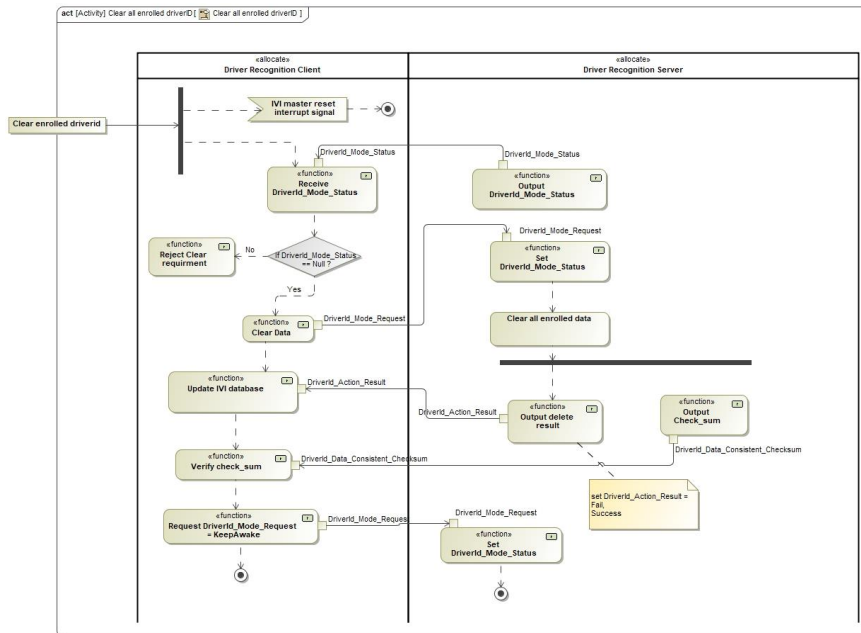 act [Activity] Clear all enrolled driverID [ Clear all enrolled driverID ]
«allocate»
Driver Recognition Client
«allocate»
Driver Recognition Server
Clear enrolled driverid
IVI master reset
interrupt signal
DriverId_Mode_Status
«function»
Receive
DriverId_Mode_Status
DriverId_Mode_Status
«function»
Output
DriverId_Mode_Status
DriverId_Mode_Request
«function»
Set
DriverId_Mode_Status
«function»
Reject Clear
requirment
No
If DriverId_Mode_Status
== Null ?
Yes
«function»
Clear Data
DriverId_Mode_Request
Clear all enrolled data
«function»
Update IVI database
DriverId_Action_Result
DriverId_Action_Result
«function»
Output delete
result
«function»
Output
Check_sum
DriverId_Data_Consistent_Checksum
«function»
Verify check_sum
DriverId_Data_Consistent_Checksum
set DriverId_Action_Result =
Fail,
Success
«function»
Request DriverId_Mode_Request
= KeepAwake
DriverId_Mode_Reques
DriverId_Mode_Request
«function»
Set
DriverId_Mode_Status